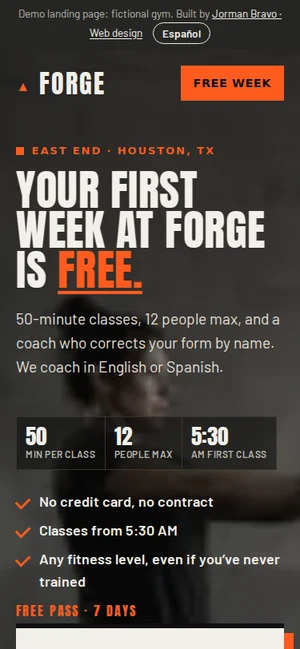 Demo landing page: fictional gym. Built by Jorman Bravo ·
Web design
Español
▲ FORGE
FREE WEEK
EAST END · HOUSTON, TX
YOUR FIRST
WEEK AT FORGE
IS FREE.
50-minute classes, 12 people max, and a
coach who corrects your form by name.
We coach in English or Spanish.
50
MIN PER CLASS
12
PEOPLE MAX
5:30
AM FIRST CLASS
No credit card, no contract
Classes from 5:30 AM
Any fitness level, even if you’ve never
trained
FREE PASS · 7 DAYS